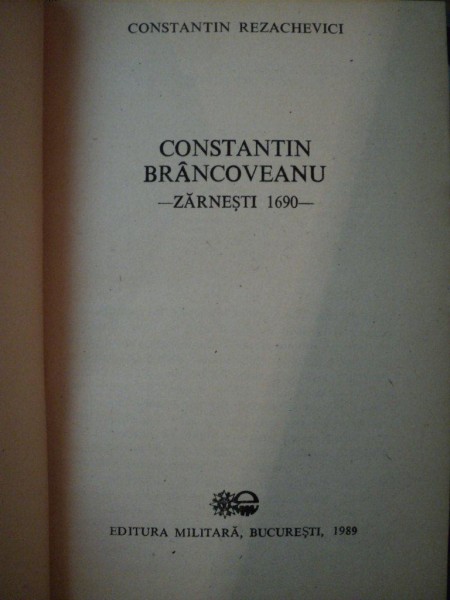 CONSTANTIN REZACHEVICI
CONSTANTIN
BRÂNCOVEANU
—ZĂRNEȘTI 1690—
EDITURA MILITARĂ, BUCUREȘTI, 1989